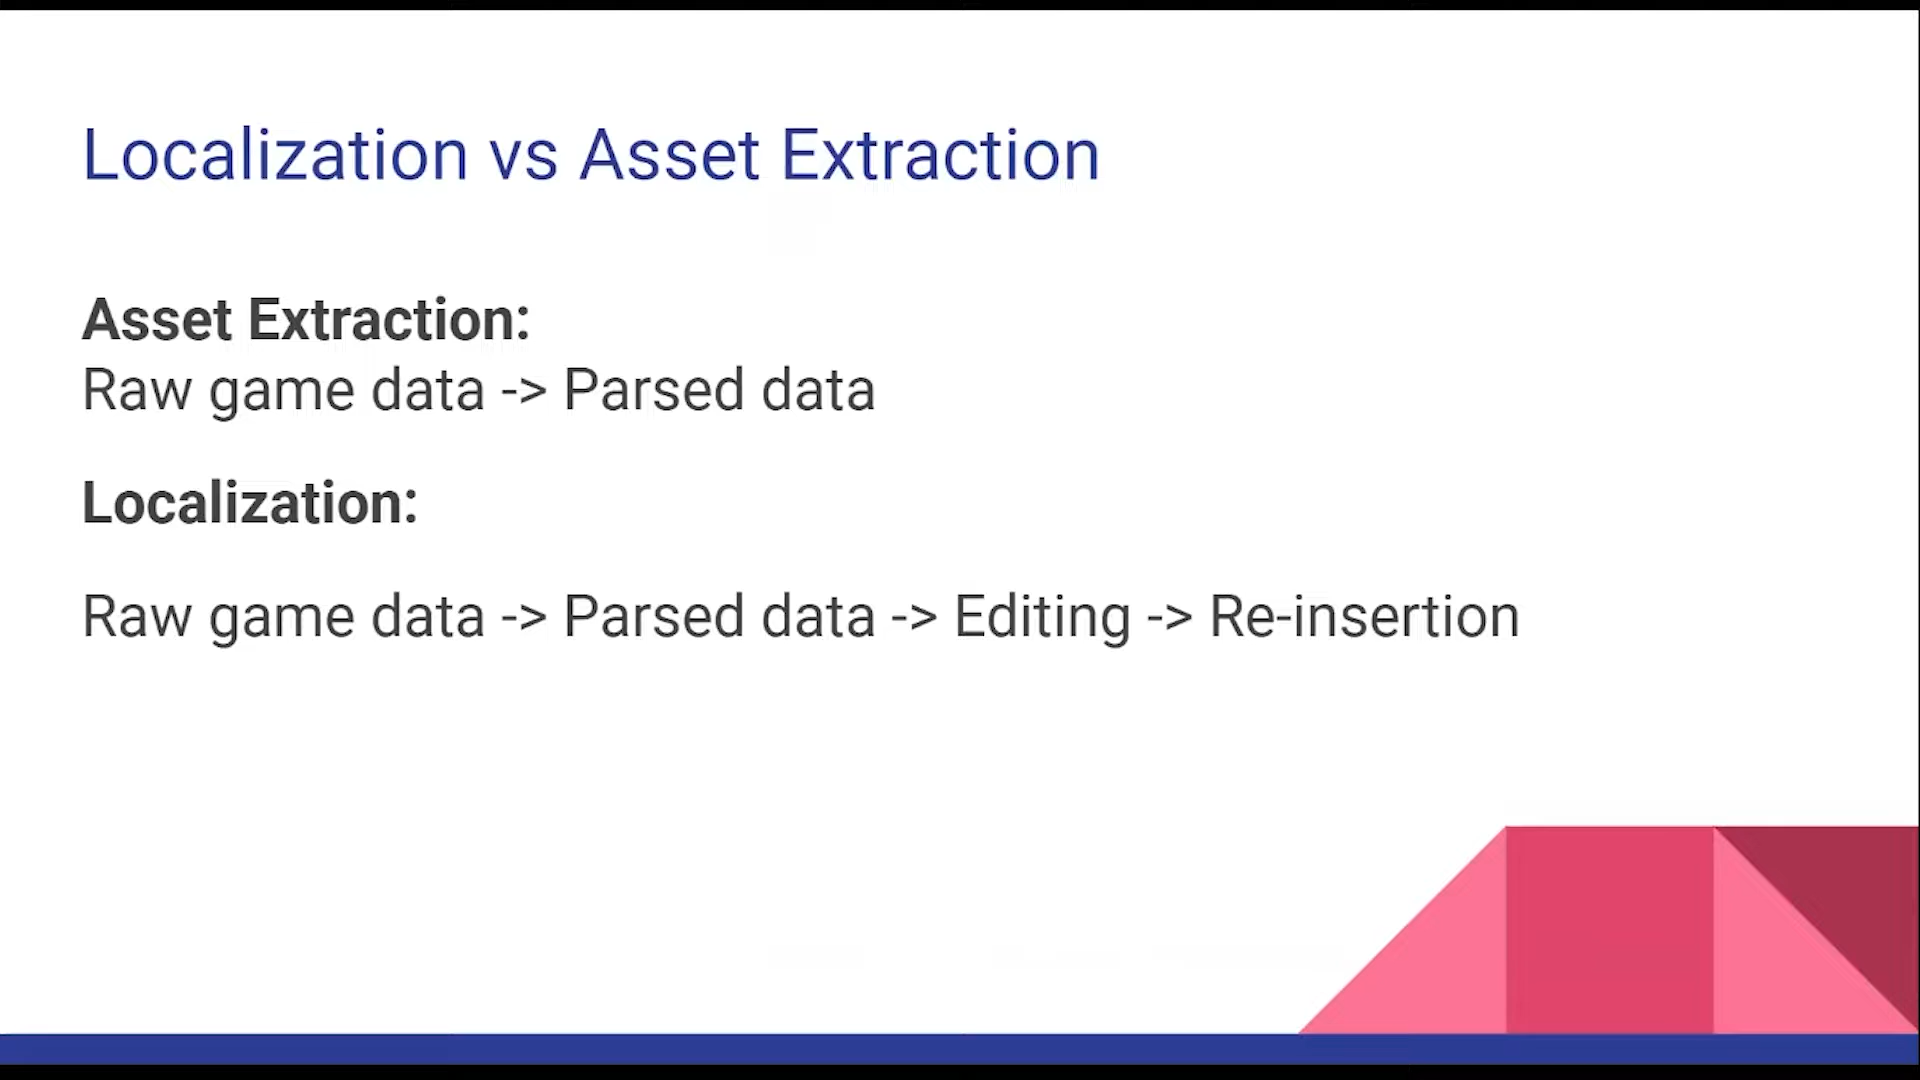 Localization vs Asset Extraction
Asset Extraction:
Raw game data -> Parsed data
Localization:
Raw game data -> Parsed data -> Editing -> Re-insertion